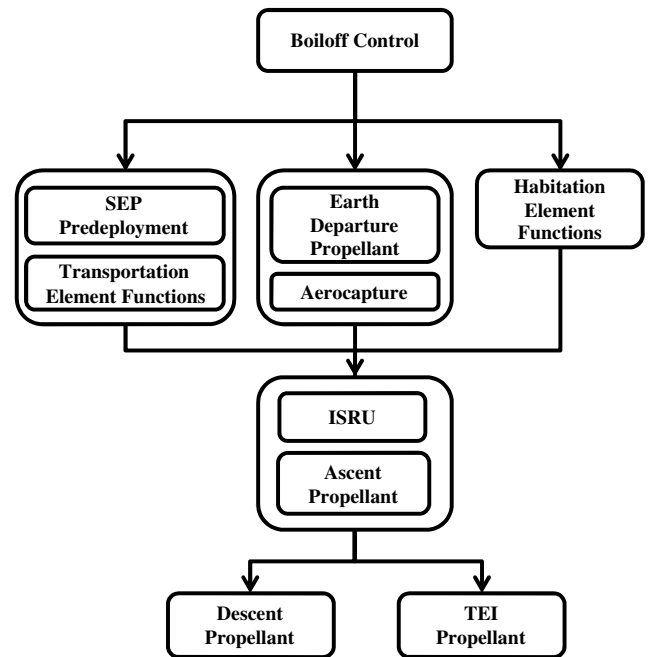 Boiloff Control
SEP
Predeployment
Transportation
Element Functions
Earth
Departure
Propellant
Aerocapture
Habitation
Element
Functions
ISRU
Ascent
Propellant
Descent
Propellant
TEI
Propellant